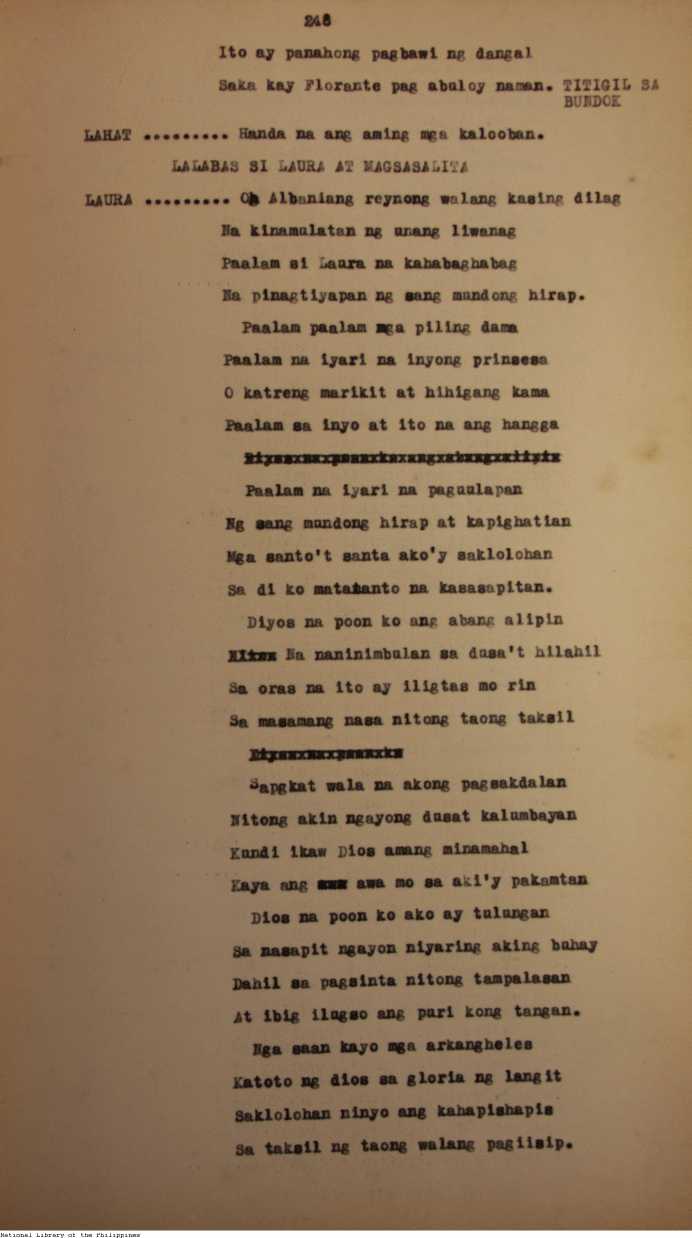 248
Ito ay panahong pagbawi ng dangal
Saka kay Florante pag abuloy naman. TITIGIL SA
BUNDOK
LAHAT ......... Handa na ang aming mga kalooban.
LALABAS SI LAURA AT MAGSASALITA
LAURA ......... Oh Albaniang reynong walang kasing dilag
Na kinamulatan ng unang liwanag
Paalam si Laura na kahabaghabag
Na pinagtiyapan ng sang mundong hirap.
Paalam paalam mga piling dama
Paalam na iyari na inyong prinsesa
O katreng marikit at hihigang kama
Paalam sa inyo at ito na ang hangga
Paalam na iyari na paguulapan
Ng sang mundong hirap at kapighatian
Mga santo't santa ako'y saklolohan
Sa di ko matatanto na kasasapitan.
Diyos na poon ko ang abang alipin
Na naninimbulan sa dusa't hilahil
Sa oras na ito ay iligtas mo rin
Sa masamang nasa nitong taong taksil
Sapgkat wala na akong pagsakdalan
Nitong akin ngayong dusat kalumbayan
Kundi ikaw Dios amang minamahal
Kaya ang awa mo sa aki'y pakamtan
Dios na poon ko ako ay tulungan
Sa nasapit ngayon niyaring aking buhay
Dahil sa pagsinta nitong tampalasan
At ibig ilugso ang puri kong tangan.
Nga saan kayo mga arkangheles
Katoto ng dios sa gloria ng langit
Saklolohan ninyo ang kahapishapis
Sa taksil ng taong walang pagiisip.
National Library of the Philippines